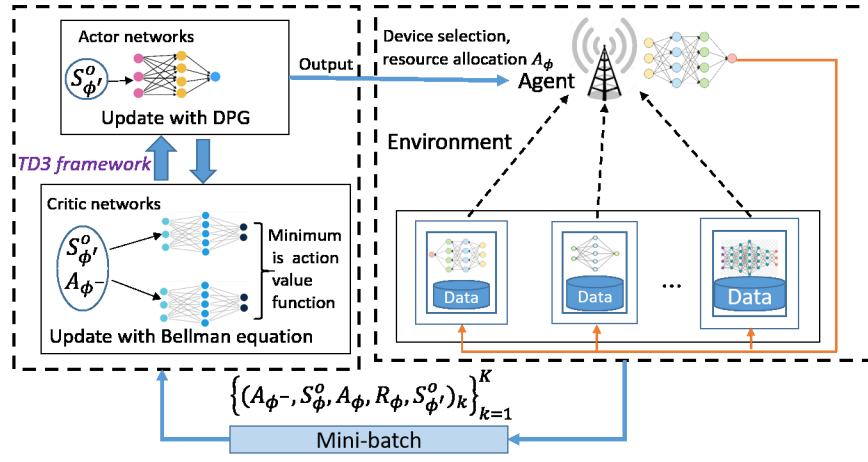 Actor networks
S^o_{ϕ′}
Update with DPG
Output
TD3 framework
Critic networks
S^o_{ϕ′}
A_{ϕ⁻}
Minimum
is action
value
function
Update with Bellman equation
Device selection,
resource allocation A_ϕ
Agent
Environment
Data
Data
...
Data
{(A_{ϕ⁻}, S^o_ϕ, A_ϕ, R_ϕ, S^o_{ϕ′})_k}^K_{k=1}
Mini-batch